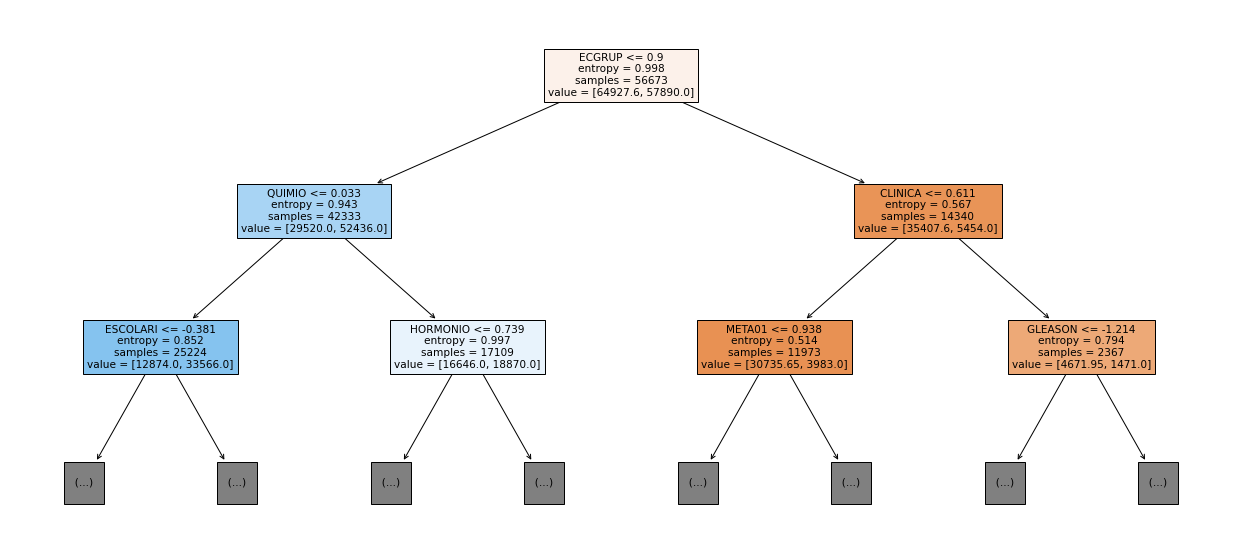 ECGRUP <= 0.9
entropy = 0.998
samples = 56673
value = [64927.6, 57890.0]
QUIMIO <= 0.033
entropy = 0.943
samples = 42333
value = [29520.0, 52436.0]
CLINICA <= 0.611
entropy = 0.567
samples = 14340
value = [35407.6, 5454.0]
ESCOLARI <= -0.381
entropy = 0.852
samples = 25224
value = [12874.0, 33566.0]
HORMONIO <= 0.739
entropy = 0.997
samples = 17109
value = [16646.0, 18870.0]
META01 <= 0.938
entropy = 0.514
samples = 11973
value = [30735.65, 3983.0]
GLEASON <= -1.214
entropy = 0.794
samples = 2367
value = [4671.95, 1471.0]
(...)
(...)
(...)
(...)
(...)
(...)
(...)
(...)